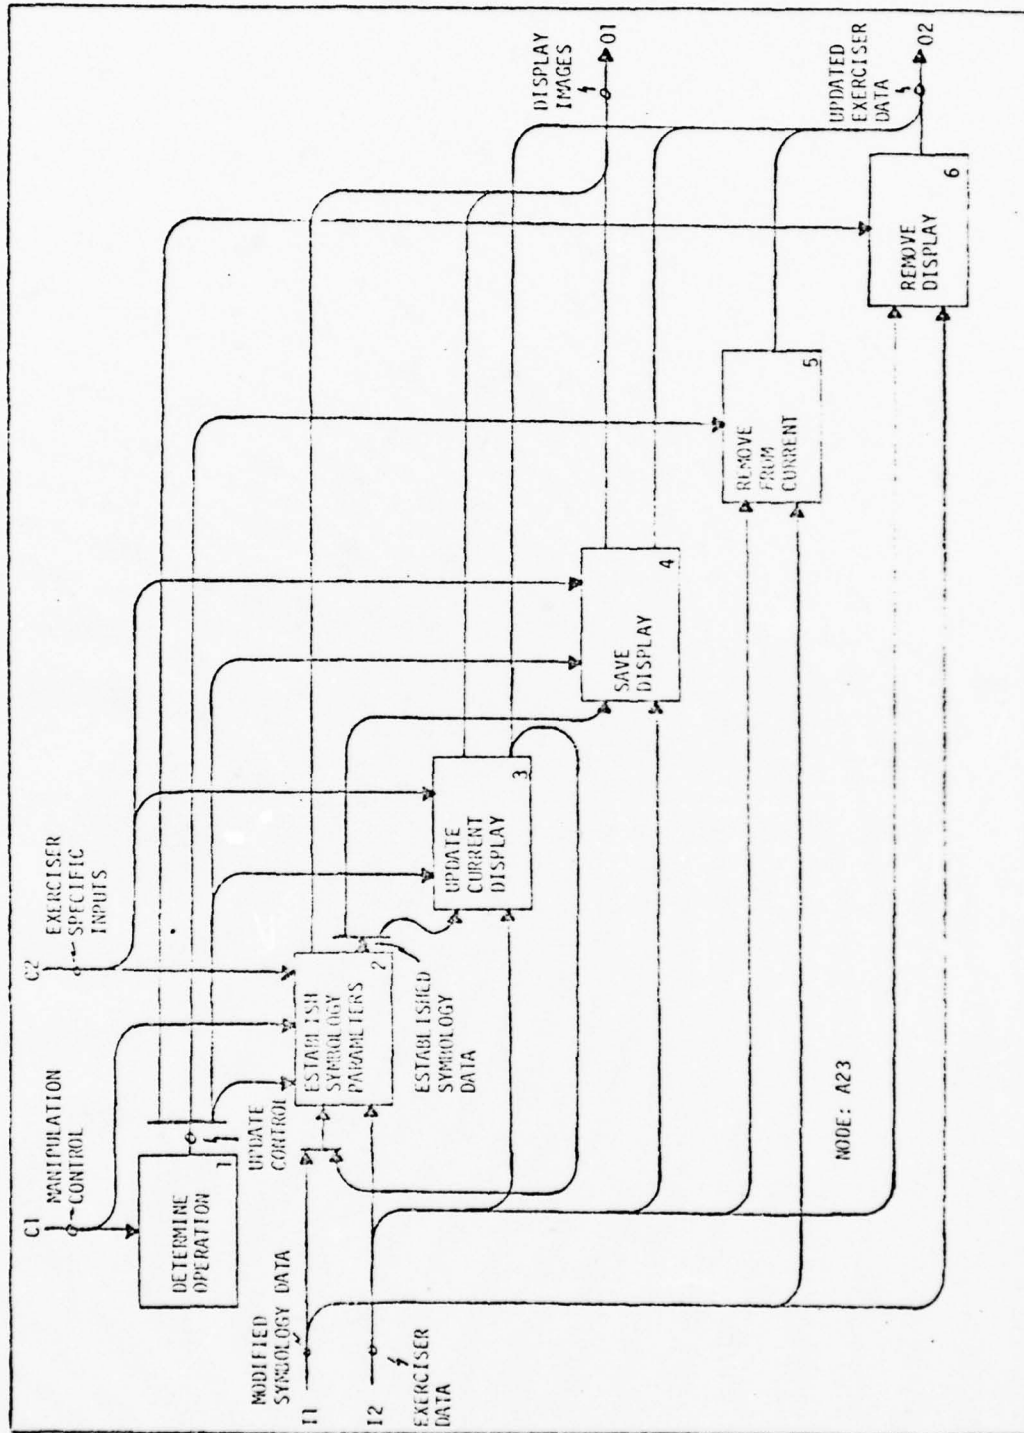 C1
MANIPULATION
CONTROL
C2
EXERCISER
SPECIFIC
INPUTS
DETERMINE
OPERATION
1
UPDATE
CONTROL
MODIFIED
SYMBOLOGY DATA
I1
I2
EXERCISER
DATA
ESTABLISH
SYMBOLOGY
PARAMETERS
2
ESTABLISHED
SYMBOLOGY
DATA
UPDATE
CURRENT
DISPLAY
3
SAVE
DISPLAY
4
REMOVE
FROM
CURRENT
5
REMOVE
DISPLAY
6
DISPLAY
IMAGES
O1
UPDATED
EXERCISER
DATA
O2
NODE: A23